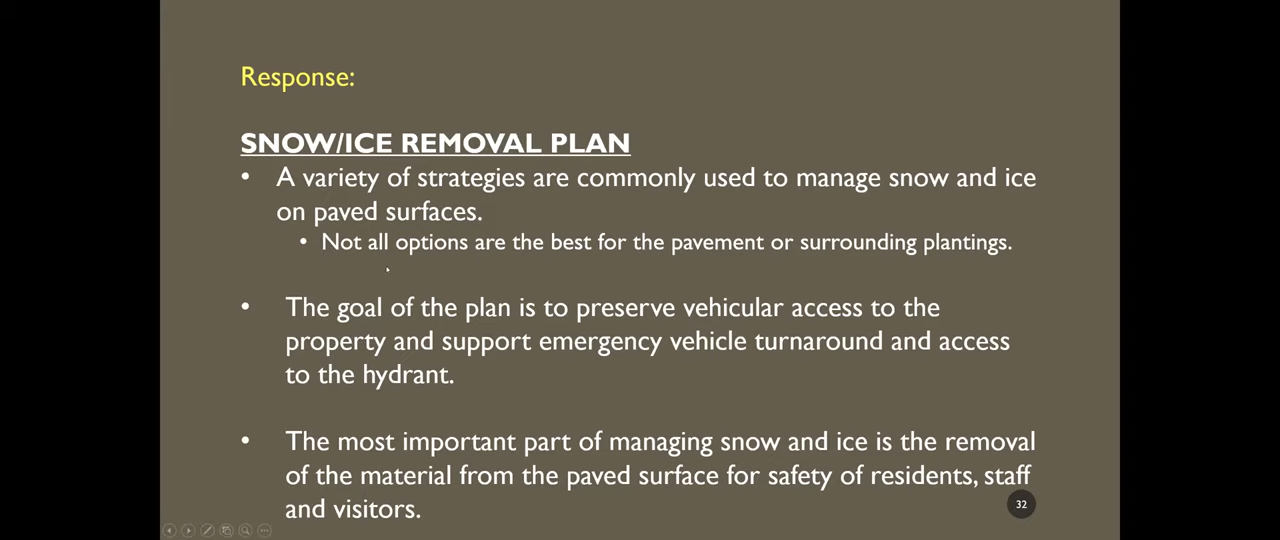 Response:
SNOW/ICE REMOVAL PLAN
• A variety of strategies are commonly used to manage snow and ice
on paved surfaces.
• Not all options are the best for the pavement or surrounding plantings.
• The goal of the plan is to preserve vehicular access to the
property and support emergency vehicle turnaround and access
to the hydrant.
• The most important part of managing snow and ice is the removal
of the material from the paved surface for safety of residents, staff
and visitors.
32